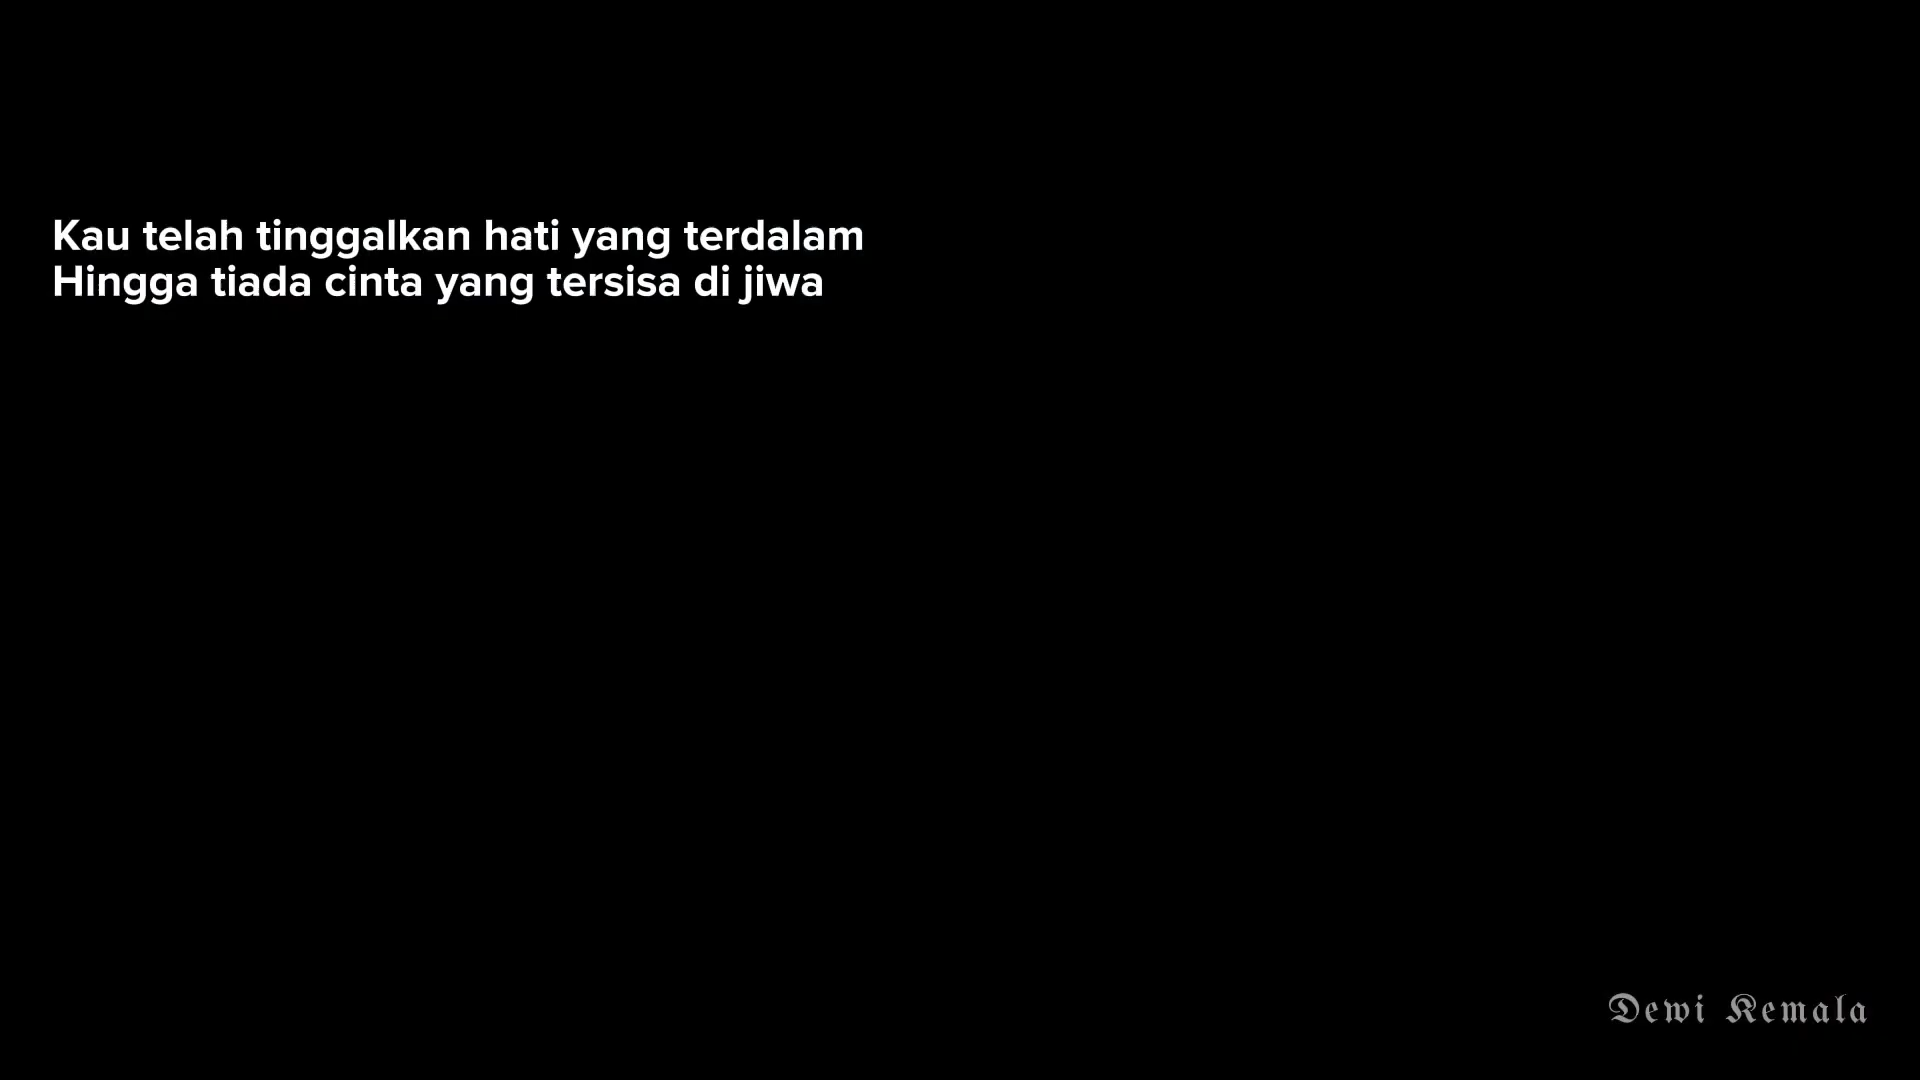 Kau telah tinggalkan hati yang terdalam
Hingga tiada cinta yang tersisa di jiwa
Dewi Kemala